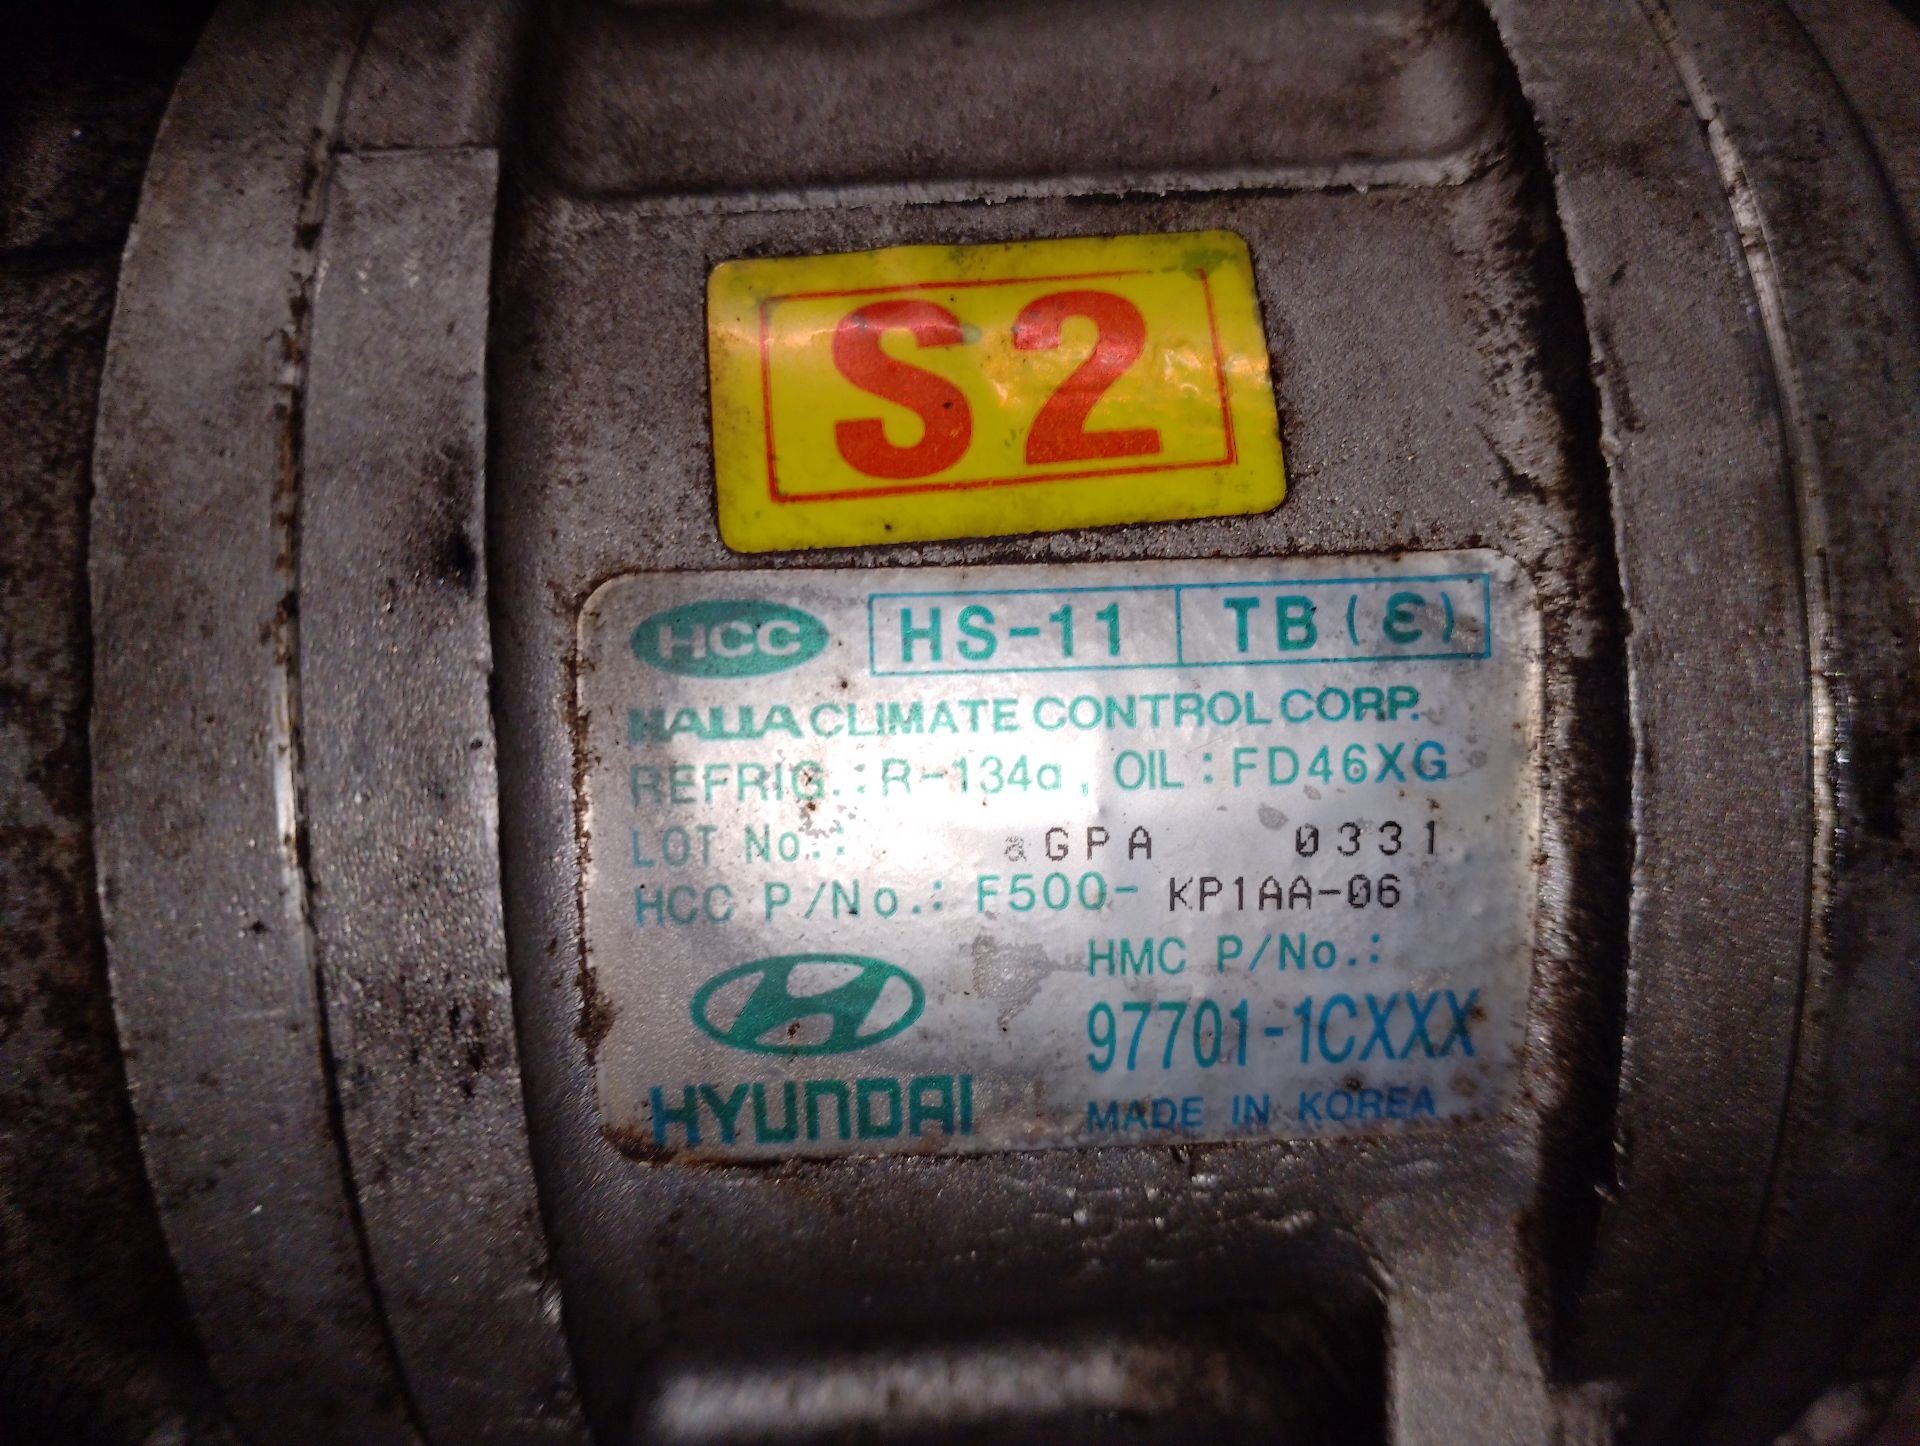 S2
HCC HS-11 TB(ε)
HALLA CLIMATE CONTROL CORP.
REFRIG.: R-134a, OIL: FD46XG
LOT No.: aGPA 0331
HCC P/No.: F500-KP1AA-06
HMC P/No.:
97701-1CXXX
HYUNDAI
MADE IN KOREA